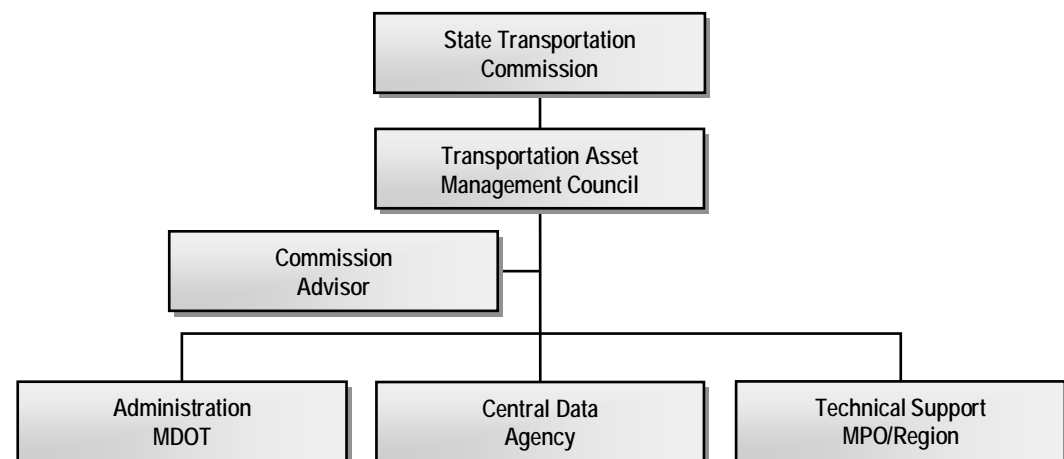 State Transportation
Commission
Transportation Asset
Management Council
Commission
Advisor
Administration
MDOT
Central Data
Agency
Technical Support
MPO/Region